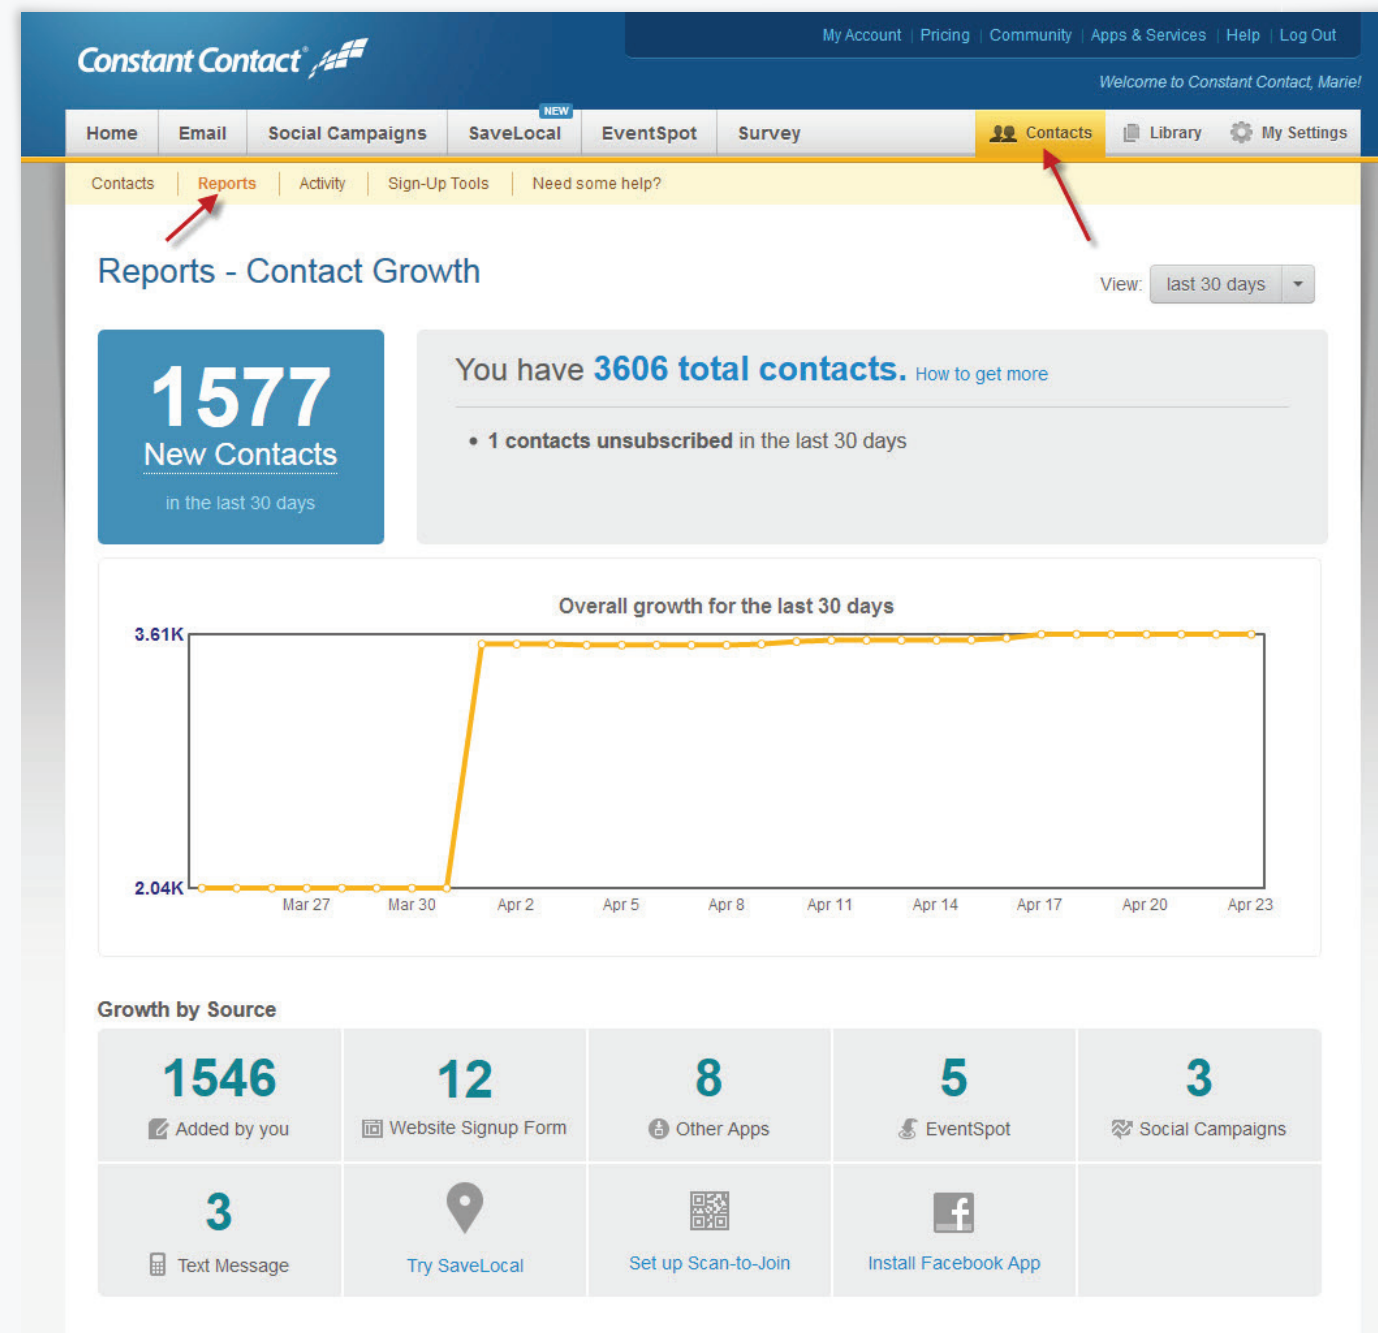 My Account | Pricing | Community | Apps & Services | Help | Log Out
Constant Contact®
Welcome to Constant Contact, Marie!
NEW
Home Email Social Campaigns SaveLocal EventSpot Survey Contacts Library My Settings
Contacts | Reports | Activity | Sign-Up Tools | Need some help?
Reports - Contact Growth
View: last 30 days
1577
New Contacts
in the last 30 days
You have 3606 total contacts. How to get more
• 1 contacts unsubscribed in the last 30 days
Overall growth for the last 30 days
3.61K
2.04K
Mar 27 Mar 30 Apr 2 Apr 5 Apr 8 Apr 11 Apr 14 Apr 17 Apr 20 Apr 23
Growth by Source
1546 12 8 5 3
Added by you Website Signup Form Other Apps EventSpot Social Campaigns
3
Text Message Try SaveLocal Set up Scan-to-Join Install Facebook App